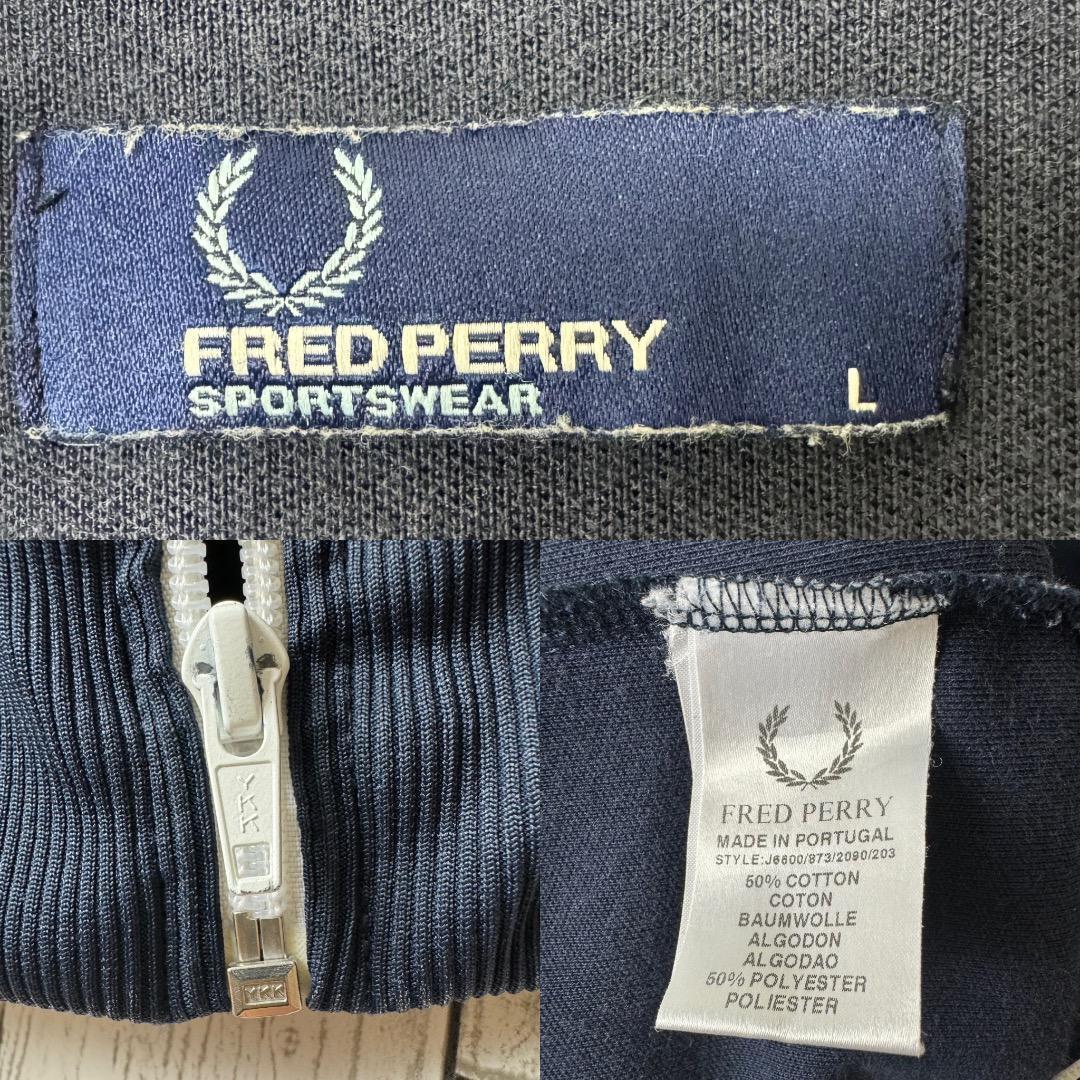 FRED PERRY
SPORTSWEAR
L
YKK
YKK
FRED PERRY
MADE IN PORTUGAL
STYLE:J6600/873/2090/203
50% COTTON
COTON
BAUMWOLLE
ALGODON
ALGODAO
50% POLYESTER
POLIESTER